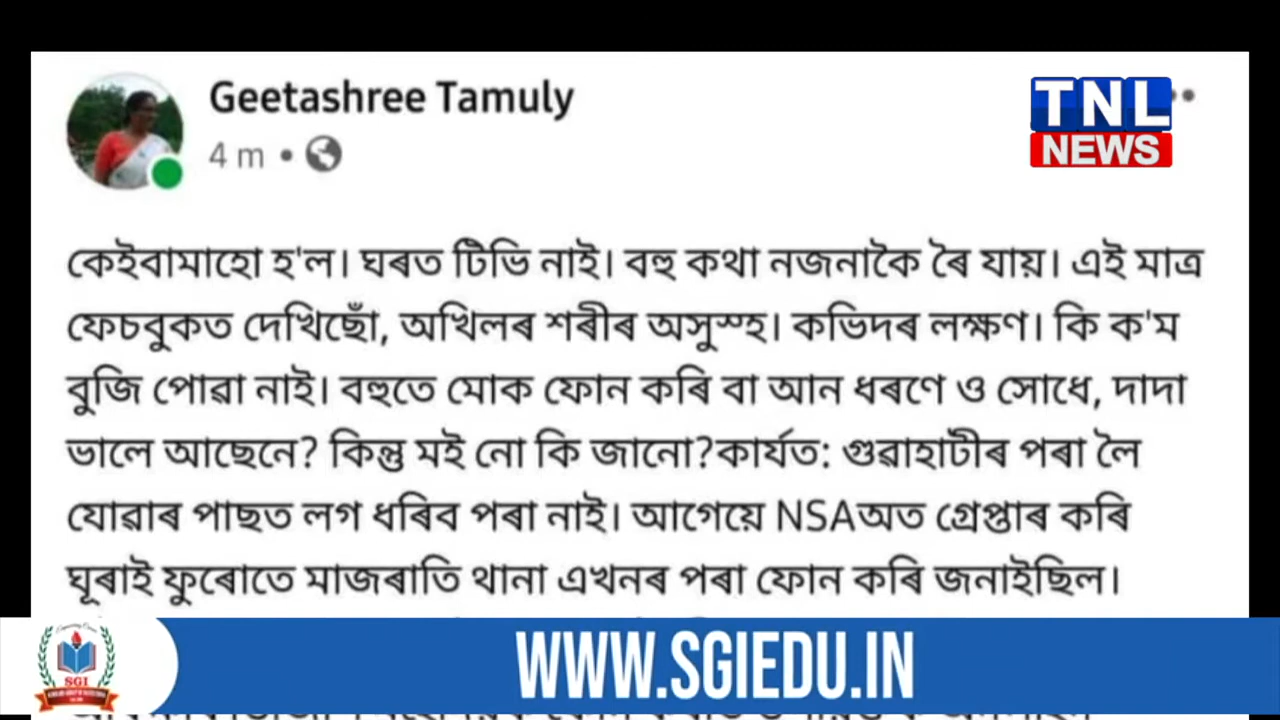 Geetashree Tamuly
4 m
TNL
NEWS
কেইবামাহো হ'ল। ঘৰত টিভি নাই। বহু কথা নজনাকৈ ৰৈ যায়। এই মাত্ৰ
ফেচবুকত দেখিছোঁ, অখিলৰ শৰীৰ অসুস্হ। কভিদৰ লক্ষণ। কি ক'ম
বুজি পোৱা নাই। বহুতে মোক ফোন কৰি বা আন ধৰণে ও সোধে, দাদা
ভালে আছেনে? কিন্তু মই নো কি জানো?কাৰ্যত: গুৱাহাটীৰ পৰা লৈ
যোৱাৰ পাছত লগ ধৰিব পৰা নাই। আগেয়ে NSAঅত গ্ৰেপ্তাৰ কৰি
ঘূৰাই ফুৰোতে মাজৰাতি থানা এখনৰ পৰা ফোন কৰি জনাইছিল।
SGI
WWW.SGIEDU.IN